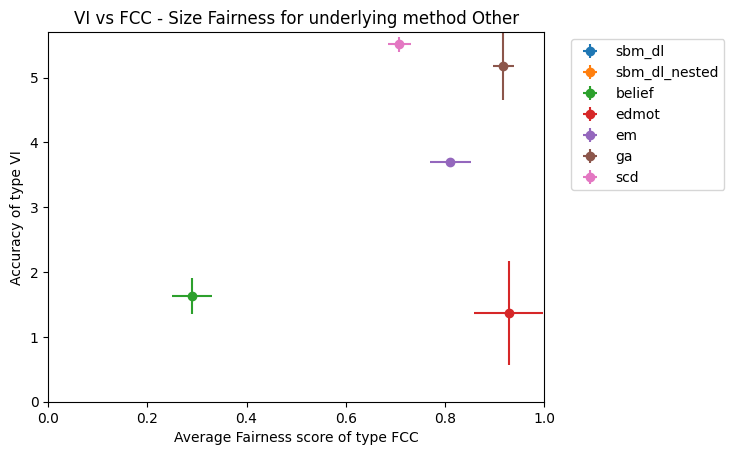 VI vs FCC - Size Fairness for underlying method Other
sbm_dl
sbm_dl_nested
belief
edmot
em
ga
scd
Accuracy of type VI
5
4
3
2
1
0
0.0 0.2 0.4 0.6 0.8 1.0
Average Fairness score of type FCC